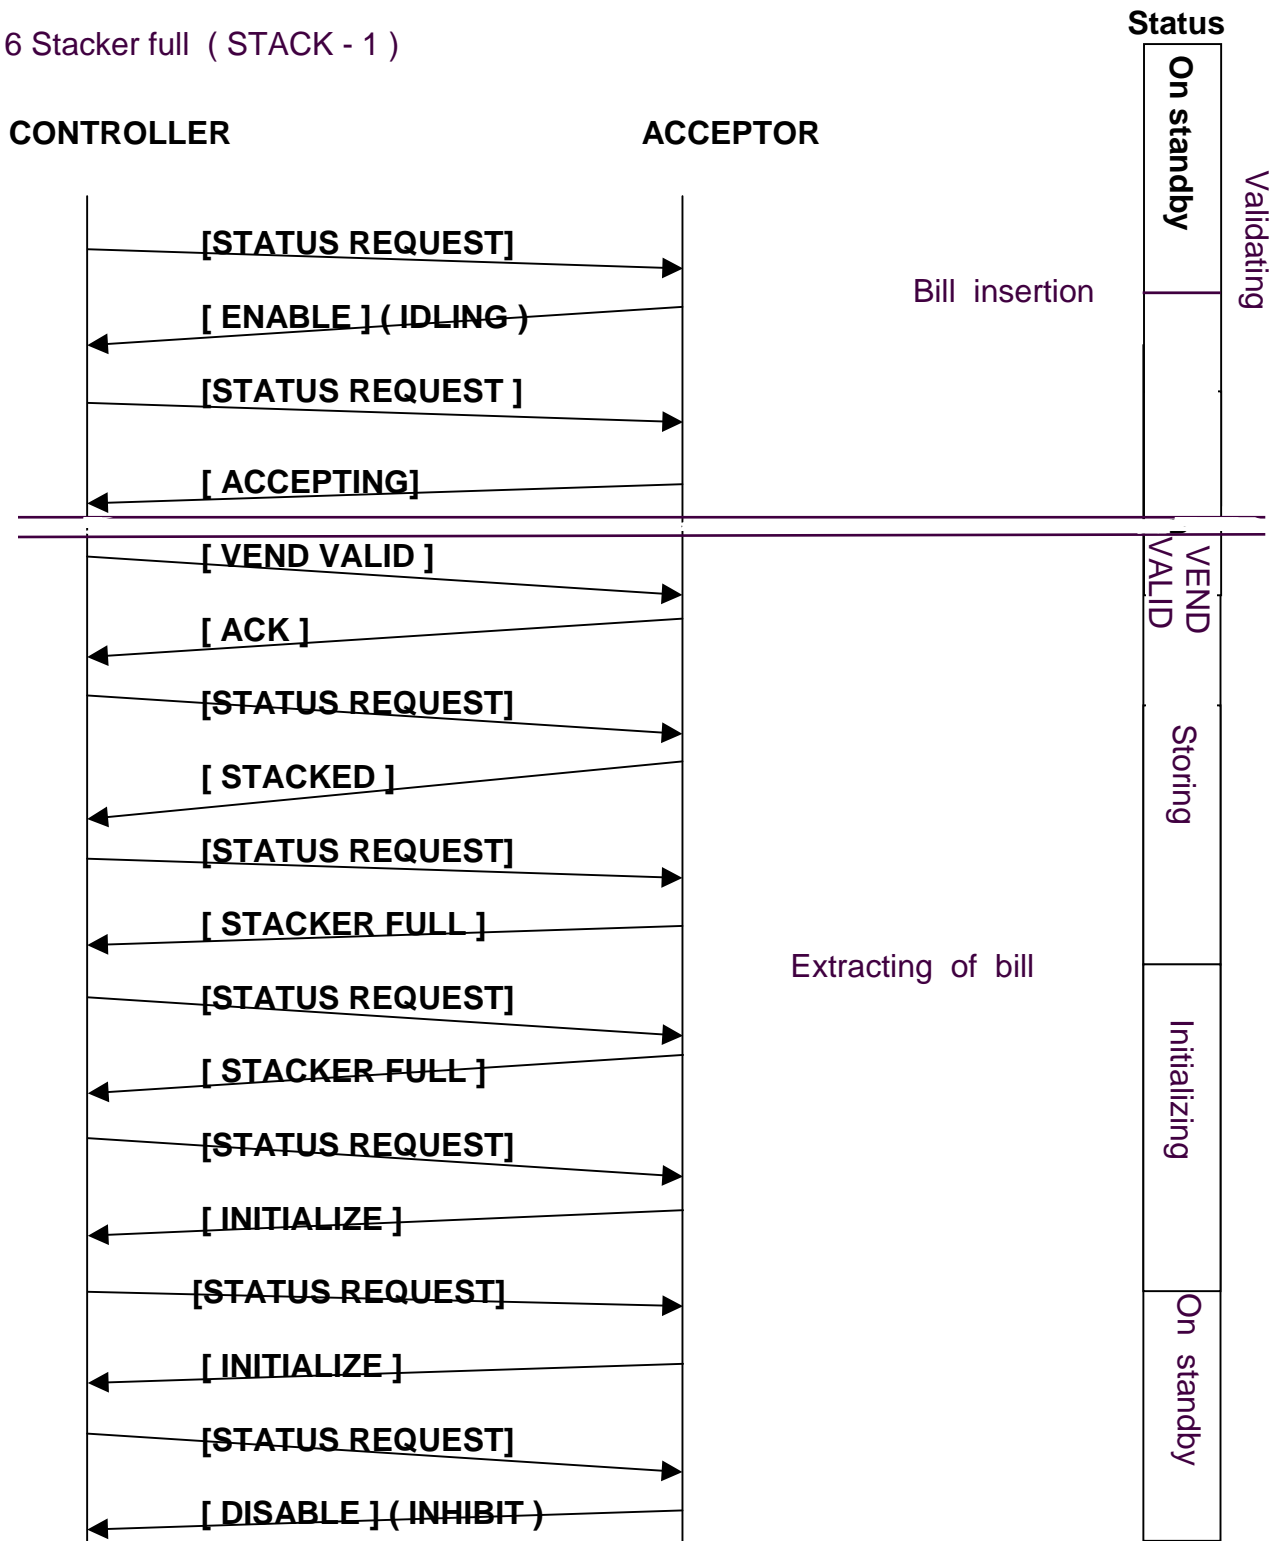 Status
6 Stacker full ( STACK - 1 )
On standby
CONTROLLER
ACCEPTOR
Validating
[STATUS REQUEST]
Bill insertion
[ ENABLE ] ( IDLING )
[STATUS REQUEST ]
[ ACCEPTING]
[ VEND VALID ]
VEND
VALID
[ ACK ]
[STATUS REQUEST]
Storing
[ STACKED ]
[STATUS REQUEST]
[ STACKER FULL ]
Extracting of bill
[STATUS REQUEST]
Initializing
[ STACKER FULL ]
[STATUS REQUEST]
[ INITIALIZE ]
[STATUS REQUEST]
On standby
[ INITIALIZE ]
[STATUS REQUEST]
[ DISABLE ] ( INHIBIT )